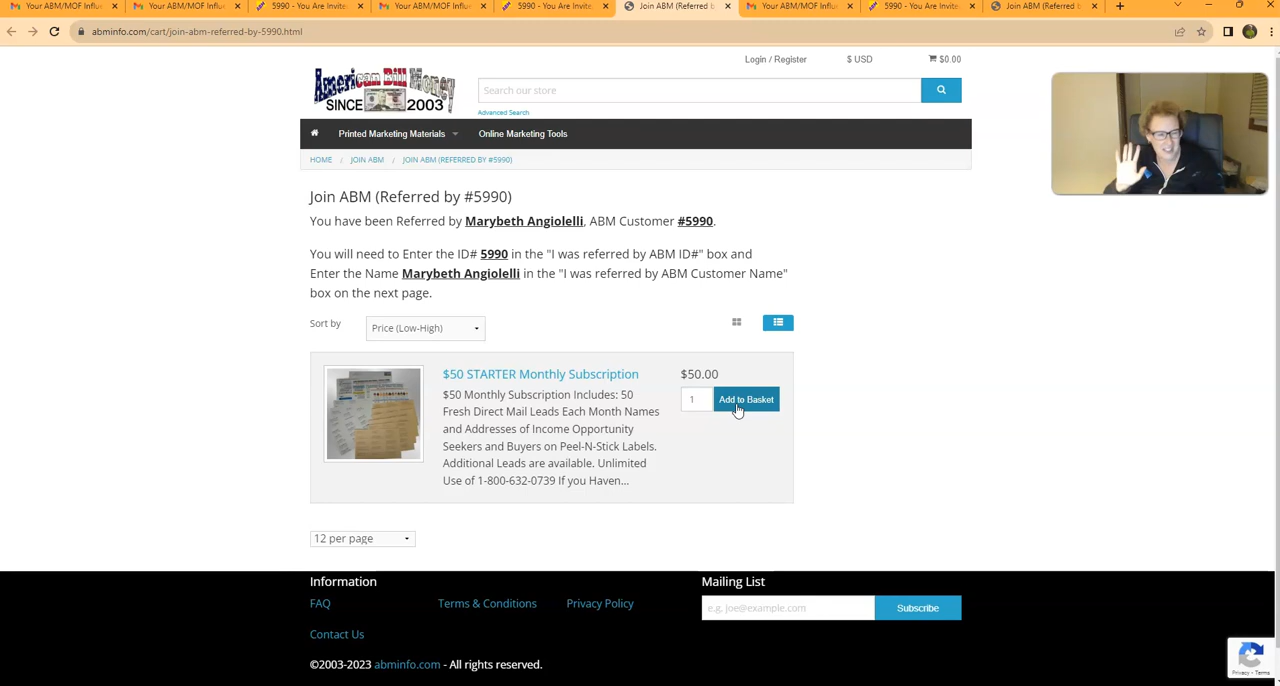 Your ABM/MOF Influ
Your ABM/MOF Influ
5990 - You Are Invite
Your ABM/MOF Influ
5990 - You Are Invite
Join ABM (Referred b
Your ABM/MOF Influ
5990 - You Are Invite
Join ABM (Referred b
abminfo.com/cart/join-abm-referred-by-5990.html
Login / Register
$ USD
$0.00
American Bill Money
SINCE 2003
Search our store
Advanced Search
Printed Marketing Materials
Online Marketing Tools
HOME / JOIN ABM / JOIN ABM (REFERRED BY #5990)
Join ABM (Referred by #5990)
You have been Referred by Marybeth Angiolelli, ABM Customer #5990.
You will need to Enter the ID# 5990 in the "I was referred by ABM ID#" box and
Enter the Name Marybeth Angiolelli in the "I was referred by ABM Customer Name"
box on the next page.
Sort by
Price (Low-High)
$50 STARTER Monthly Subscription
$50 Monthly Subscription Includes: 50
Fresh Direct Mail Leads Each Month Names
and Addresses of Income Opportunity
Seekers and Buyers on Peel-N-Stick Labels.
Additional Leads are available. Unlimited
Use of 1-800-632-0739 If you Haven...
$50.00
1
Add to Basket
12 per page
Information
FAQ
Terms & Conditions
Privacy Policy
Contact Us
Mailing List
e.g. joe@example.com
Subscribe
©2003-2023 abminfo.com - All rights reserved.
Privacy - Terms